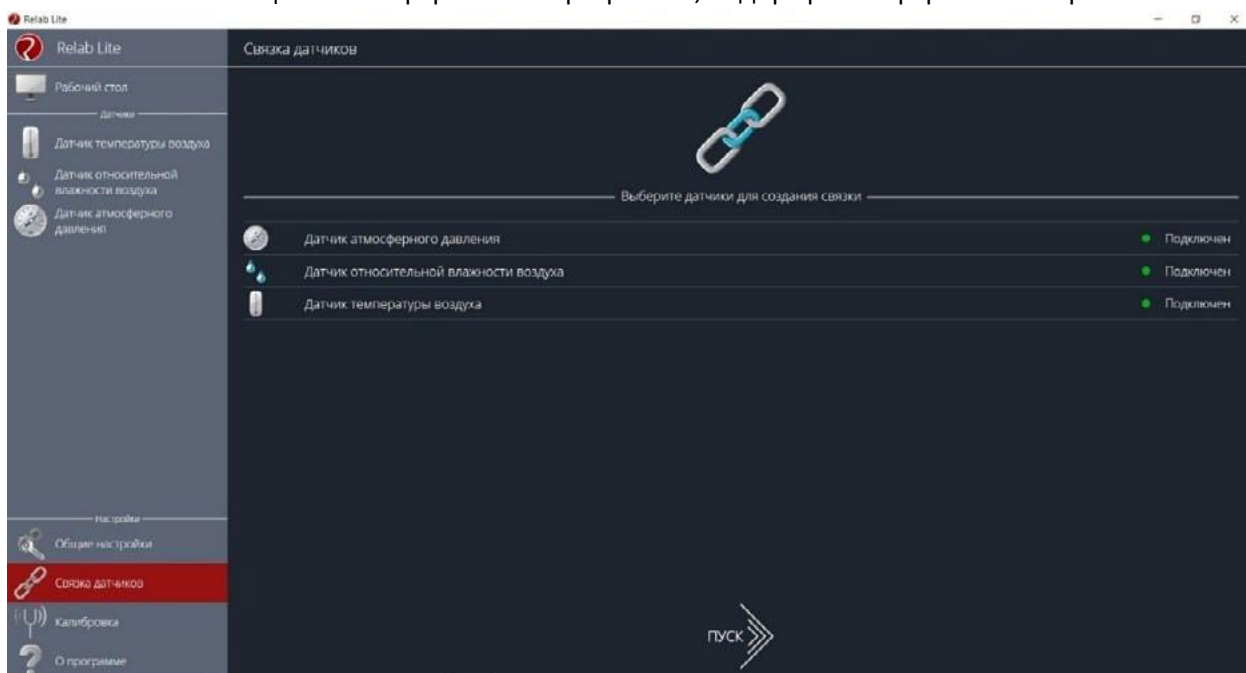 Relab Lite
Relab Lite
Связка датчиков
Рабочий стол
Датчики
Датчик температуры воздуха
Датчик относительной
влажности воздуха
Датчик атмосферного
давления
Выберите датчики для создания связки
Датчик атмосферного давления
Подключен
Датчик относительной влажности воздуха
Подключен
Датчик температуры воздуха
Подключен
Настройки
Общие настройки
Связка датчиков
Калибровка
О программе
ПУСК